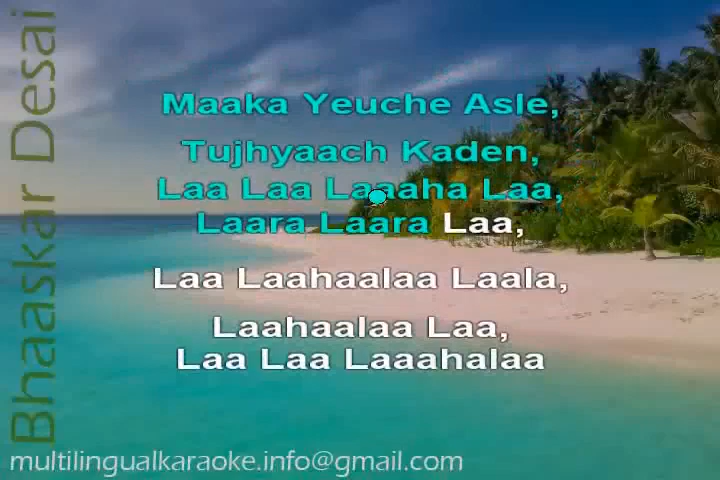 Bhaaskar Desai
Maaka Yeuche Asle,
Tujhyaach Kaden,
Laa Laa Laaaha Laa,
Laara Laara Laa,
Laa Laahaalaa Laala,
Laahaalaa Laa,
Laa Laa Laaahalaa
multilingualkaraoke.info@gmail.com